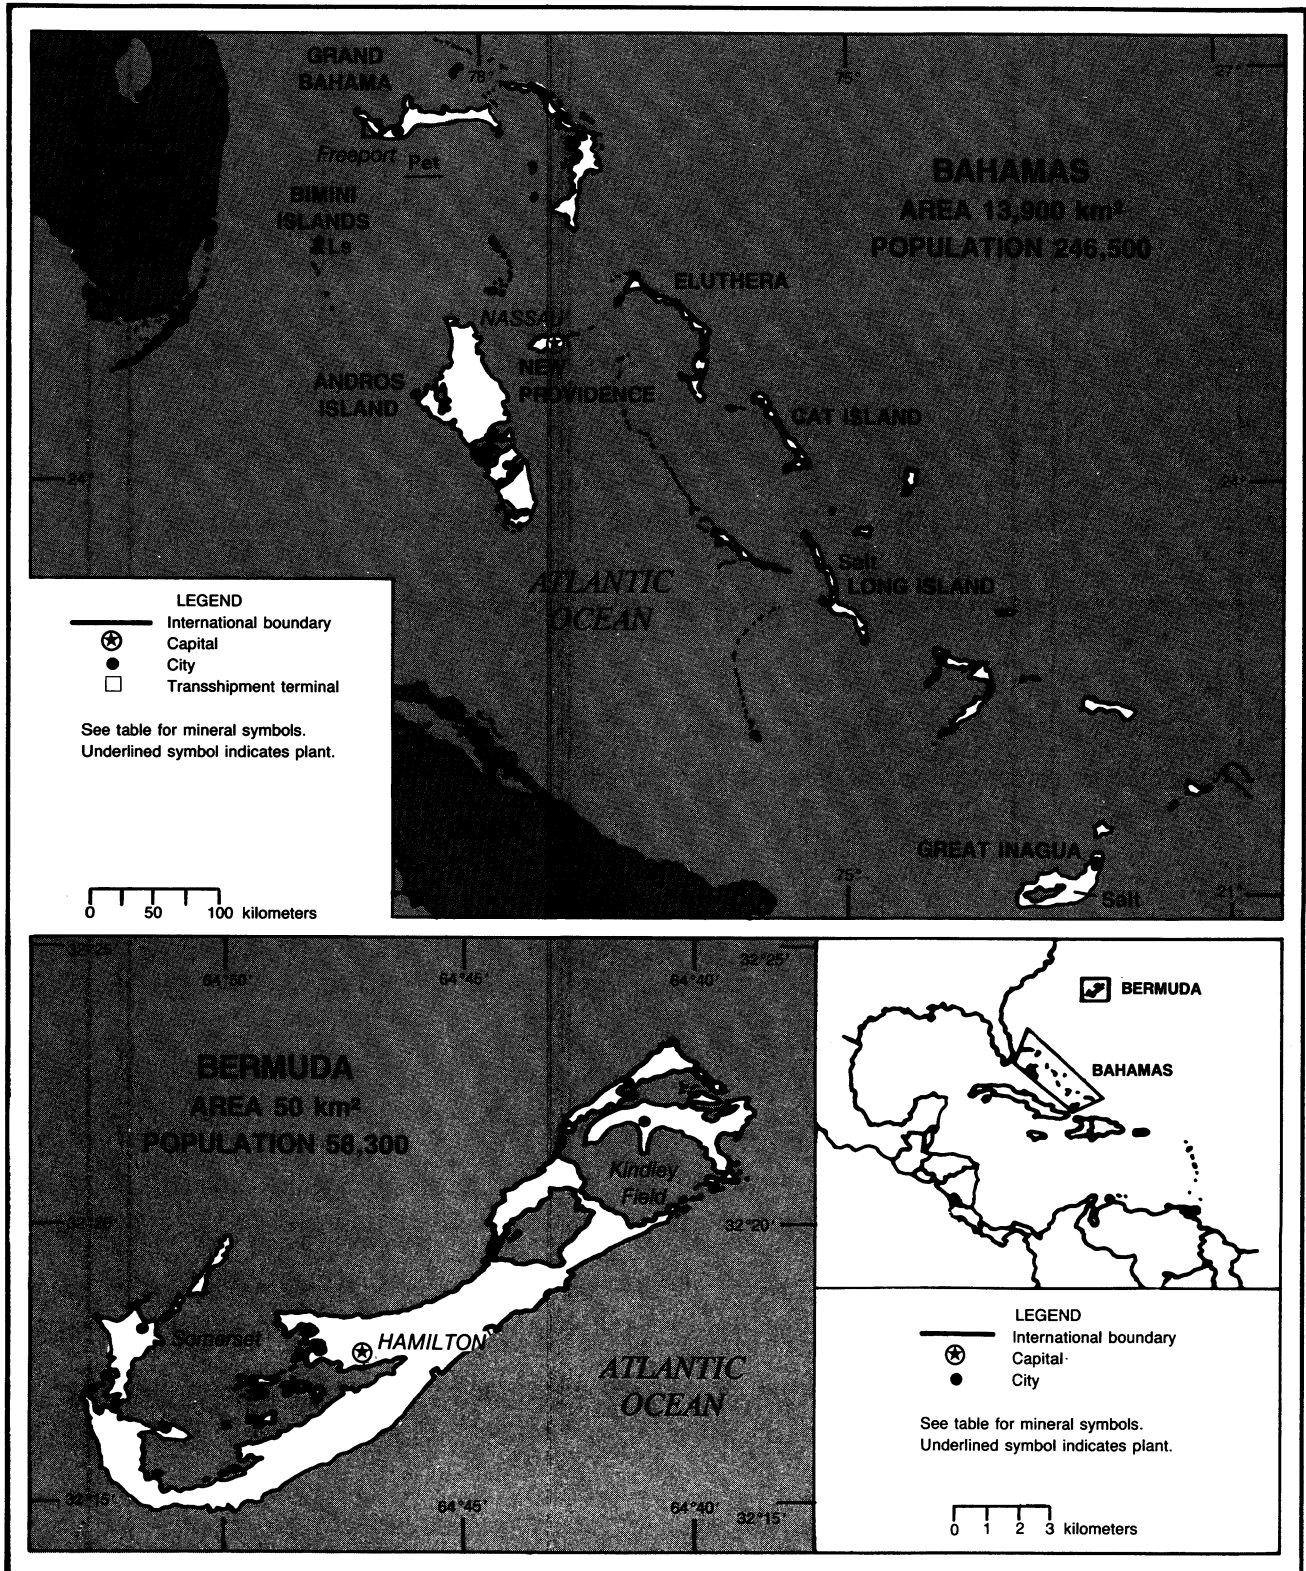 GRAND
BAHAMA
78°
75°
27°
Freeport
Pet
BIMINI
ISLANDS
Ls
BAHAMAS
AREA 13,900 km²
POPULATION 246,500
ELUTHERA
NASSAU
NEW
PROVIDENCE
ANDROS
ISLAND
CAT ISLAND
24°
24°
Salt
LONG ISLAND
ATLANTIC
OCEAN
LEGEND
International boundary
Capital
City
Transshipment terminal
See table for mineral symbols.
Underlined symbol indicates plant.
0 50 100 kilometers
GREAT INAGUA
75°
Salt
21°
32°25'
64°50'
64°45'
64°40'
32°25'
BERMUDA
AREA 50 km²
POPULATION 58,300
Kindley
Field
32°20'
32°20'
Somerset
HAMILTON
ATLANTIC
OCEAN
32°15'
64°45'
64°40'
32°15'
BERMUDA
BAHAMAS
LEGEND
International boundary
Capital
City
See table for mineral symbols.
Underlined symbol indicates plant.
0 1 2 3 kilometers